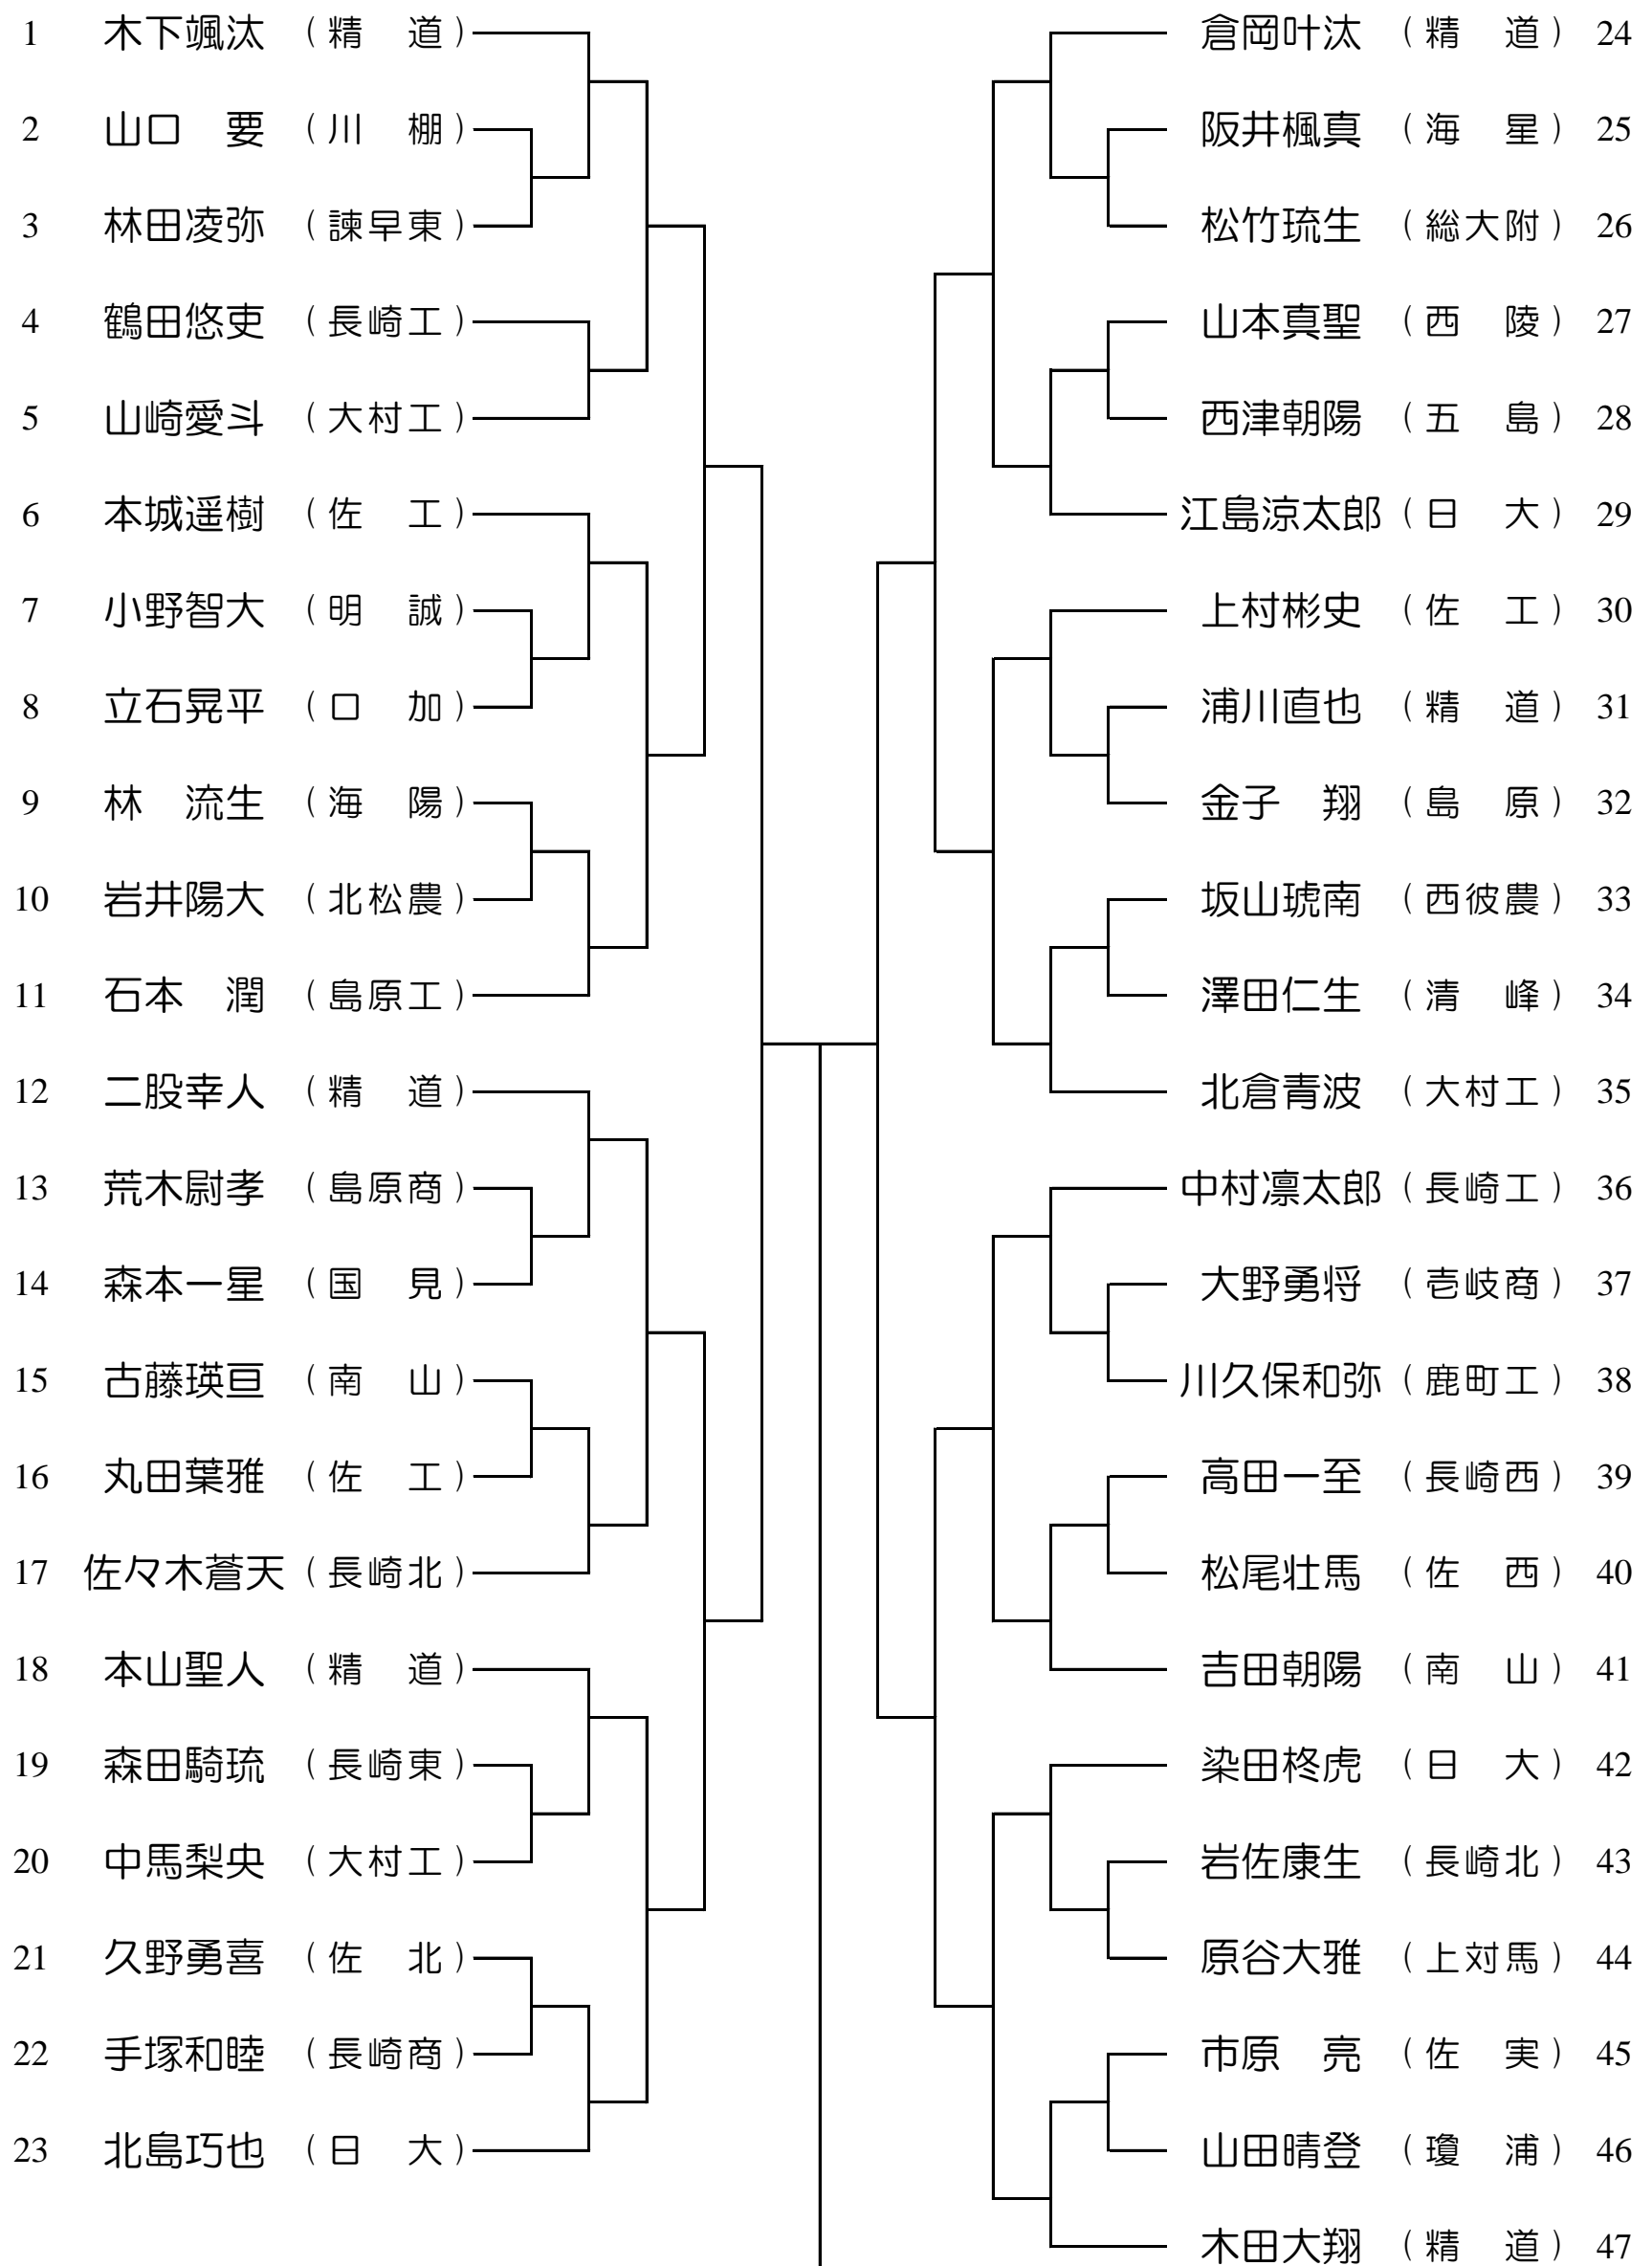 1 木下颯汰 （精　道）
2 山口　要 （川　棚）
3 林田凌弥 （諫早東）
4 鶴田悠吏 （長崎工）
5 山崎愛斗 （大村工）
6 本城遥樹 （佐　工）
7 小野智大 （明　誠）
8 立石晃平 （口　加）
9 林　流生 （海　陽）
10 岩井陽大 （北松農）
11 石本　潤 （島原工）
12 二股幸人 （精　道）
13 荒木尉孝 （島原商）
14 森本一星 （国　見）
15 古藤瑛亘 （南　山）
16 丸田葉雅 （佐　工）
17 佐々木蒼天 （長崎北）
18 本山聖人 （精　道）
19 森田騎琉 （長崎東）
20 中馬梨央 （大村工）
21 久野勇喜 （佐　北）
22 手塚和睦 （長崎商）
23 北島巧也 （日　大）
倉岡叶汰 （精　道） 24
阪井楓真 （海　星） 25
松竹琉生 （総大附） 26
山本真聖 （西　陵） 27
西津朝陽 （五　島） 28
江島涼太郎 （日　大） 29
上村彬史 （佐　工） 30
浦川直也 （精　道） 31
金子　翔 （島　原） 32
坂山琥南 （西彼農） 33
澤田仁生 （清　峰） 34
北倉青波 （大村工） 35
中村凛太郎 （長崎工） 36
大野勇将 （壱岐商） 37
川久保和弥 （鹿町工） 38
高田一至 （長崎西） 39
松尾壮馬 （佐　西） 40
吉田朝陽 （南　山） 41
染田柊虎 （日　大） 42
岩佐康生 （長崎北） 43
原谷大雅 （上対馬） 44
市原　亮 （佐　実） 45
山田晴登 （瓊　浦） 46
木田大翔 （精　道） 47